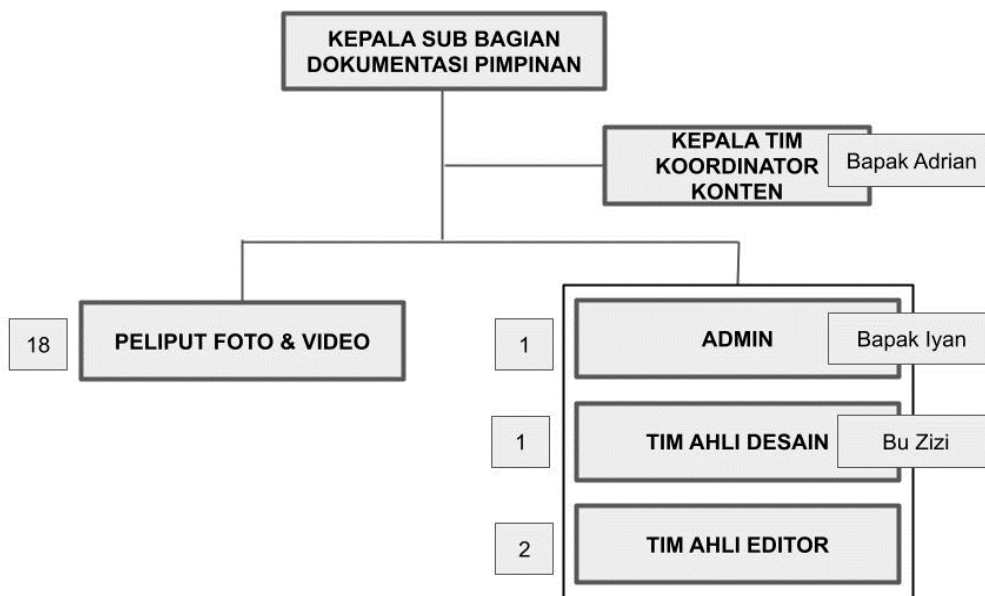 KEPALA SUB BAGIAN
DOKUMENTASI PIMPINAN
KEPALA TIM
KOORDINATOR
KONTEN
Bapak Adrian
18
PELIPUT FOTO & VIDEO
1
ADMIN
Bapak Iyan
1
TIM AHLI DESAIN
Bu Zizi
2
TIM AHLI EDITOR